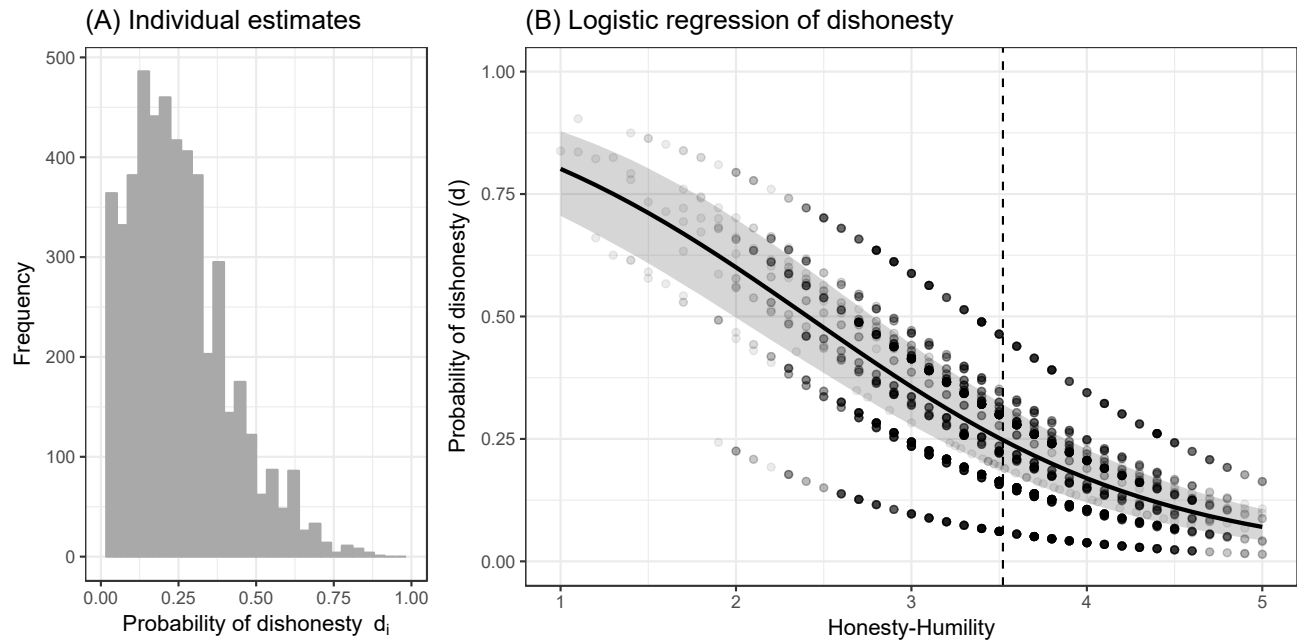 (A) Individual estimates
500
400
300
200
100
0
Frequency
0.00 0.25 0.50 0.75 1.00
Probability of dishonesty di
(B) Logistic regression of dishonesty
1.00
0.75
0.50
0.25
0.00
Probability of dishonesty (d)
1 2 3 4 5
Honesty-Humility